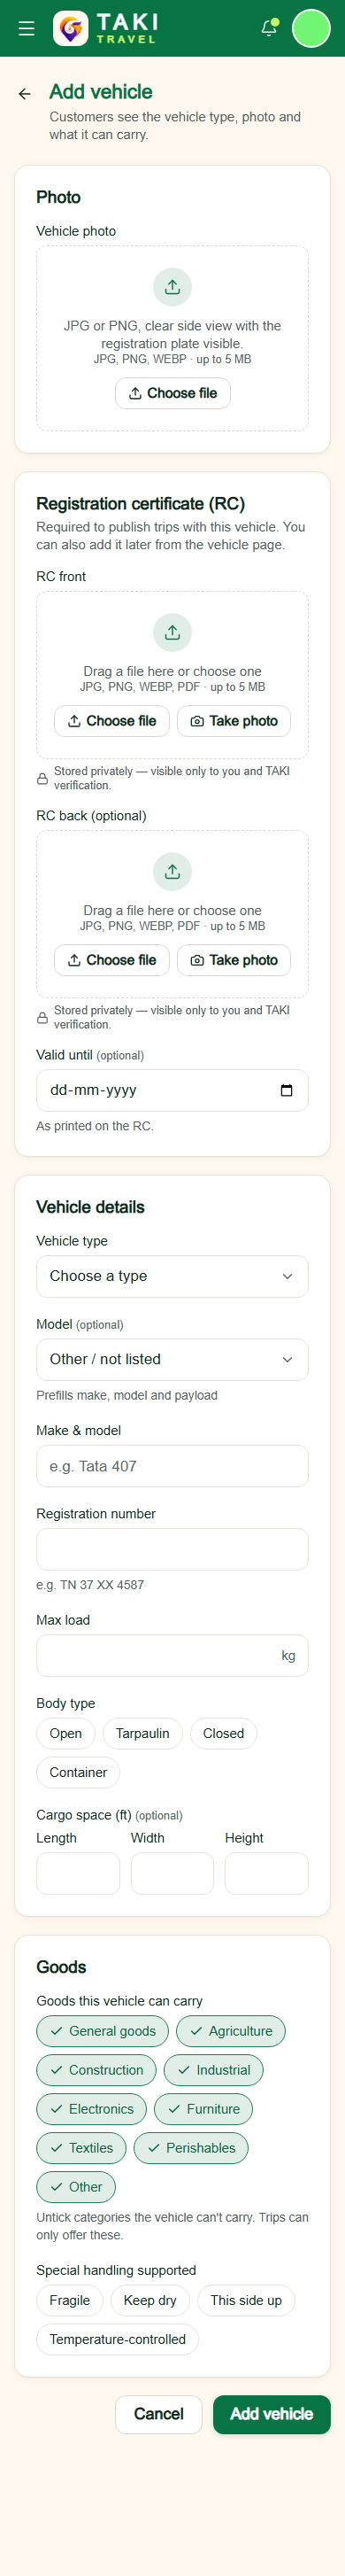 TAKI
TRAVEL
Add vehicle
Customers see the vehicle type, photo and
what it can carry.
Photo
Vehicle photo
JPG or PNG, clear side view with the
registration plate visible.
JPG, PNG, WEBP · up to 5 MB
Choose file
Registration certificate (RC)
Required to publish trips with this vehicle. You
can also add it later from the vehicle page.
RC front
Drag a file here or choose one
JPG, PNG, WEBP, PDF · up to 5 MB
Choose file Take photo
Stored privately — visible only to you and TAKI
verification.
RC back (optional)
Drag a file here or choose one
JPG, PNG, WEBP, PDF · up to 5 MB
Choose file Take photo
Stored privately — visible only to you and TAKI
verification.
Valid until (optional)
dd-mm-yyyy
As printed on the RC.
Vehicle details
Vehicle type
Choose a type
Model (optional)
Other / not listed
Prefills make, model and payload
Make & model
e.g. Tata 407
Registration number
e.g. TN 37 XX 4587
Max load
kg
Body type
Open Tarpaulin Closed
Container
Cargo space (ft) (optional)
Length Width Height
Goods
Goods this vehicle can carry
General goods Agriculture
Construction Industrial
Electronics Furniture
Textiles Perishables
Other
Untick categories the vehicle can't carry. Trips can
only offer these.
Special handling supported
Fragile Keep dry This side up
Temperature-controlled
Cancel Add vehicle